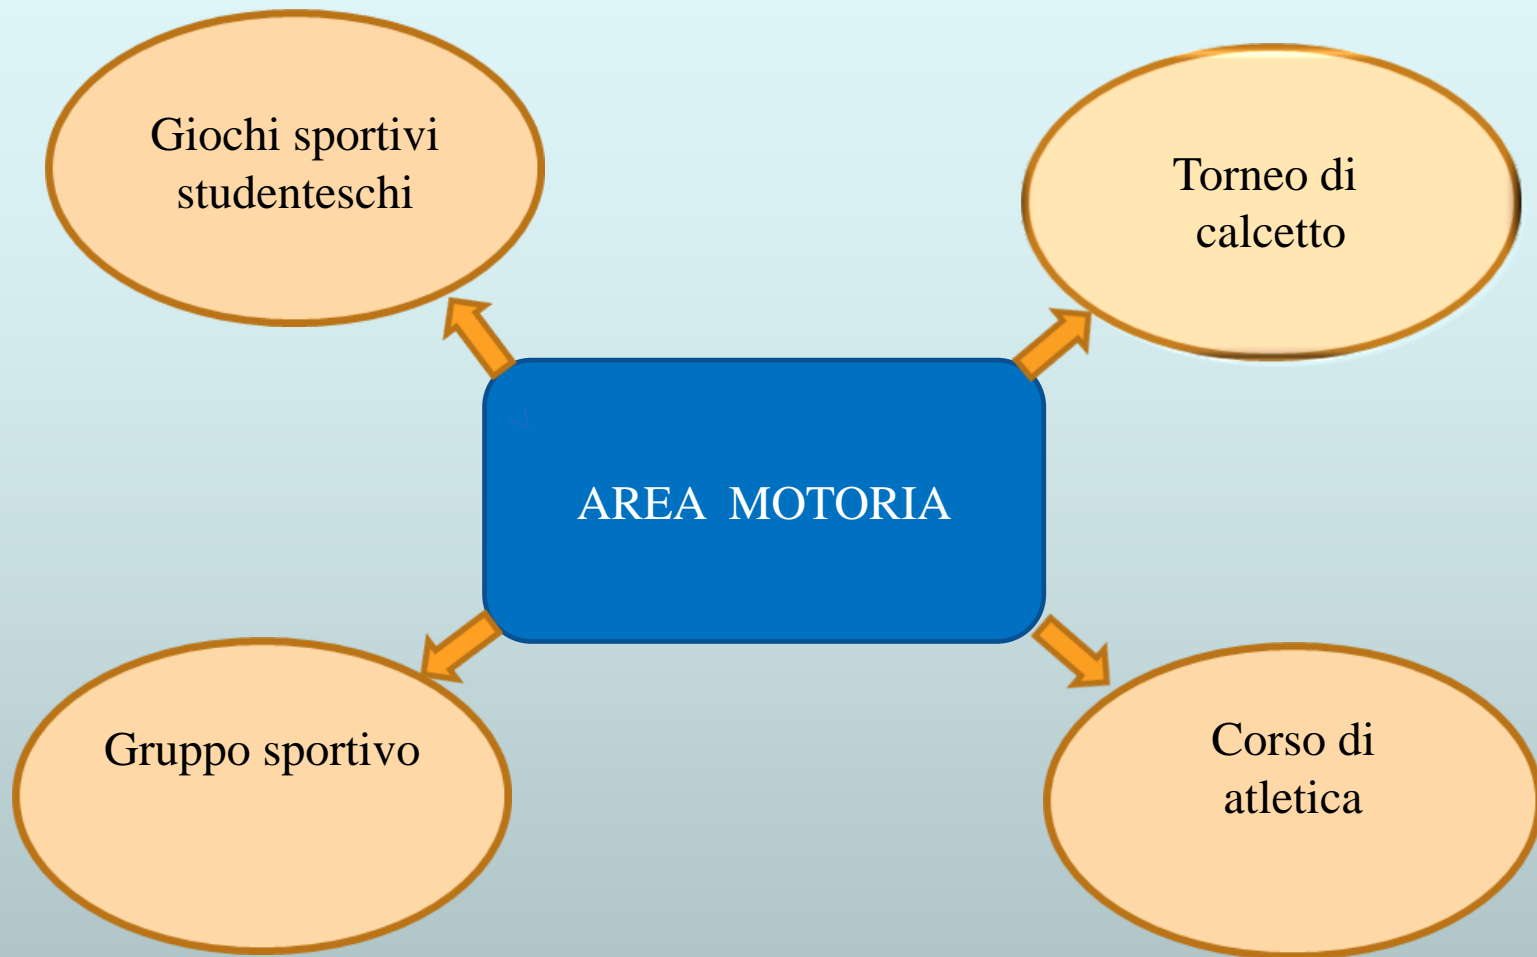 Giochi sportivi
studenteschi
Torneo di
calcetto
AREA MOTORIA
Gruppo sportivo
Corso di
atletica